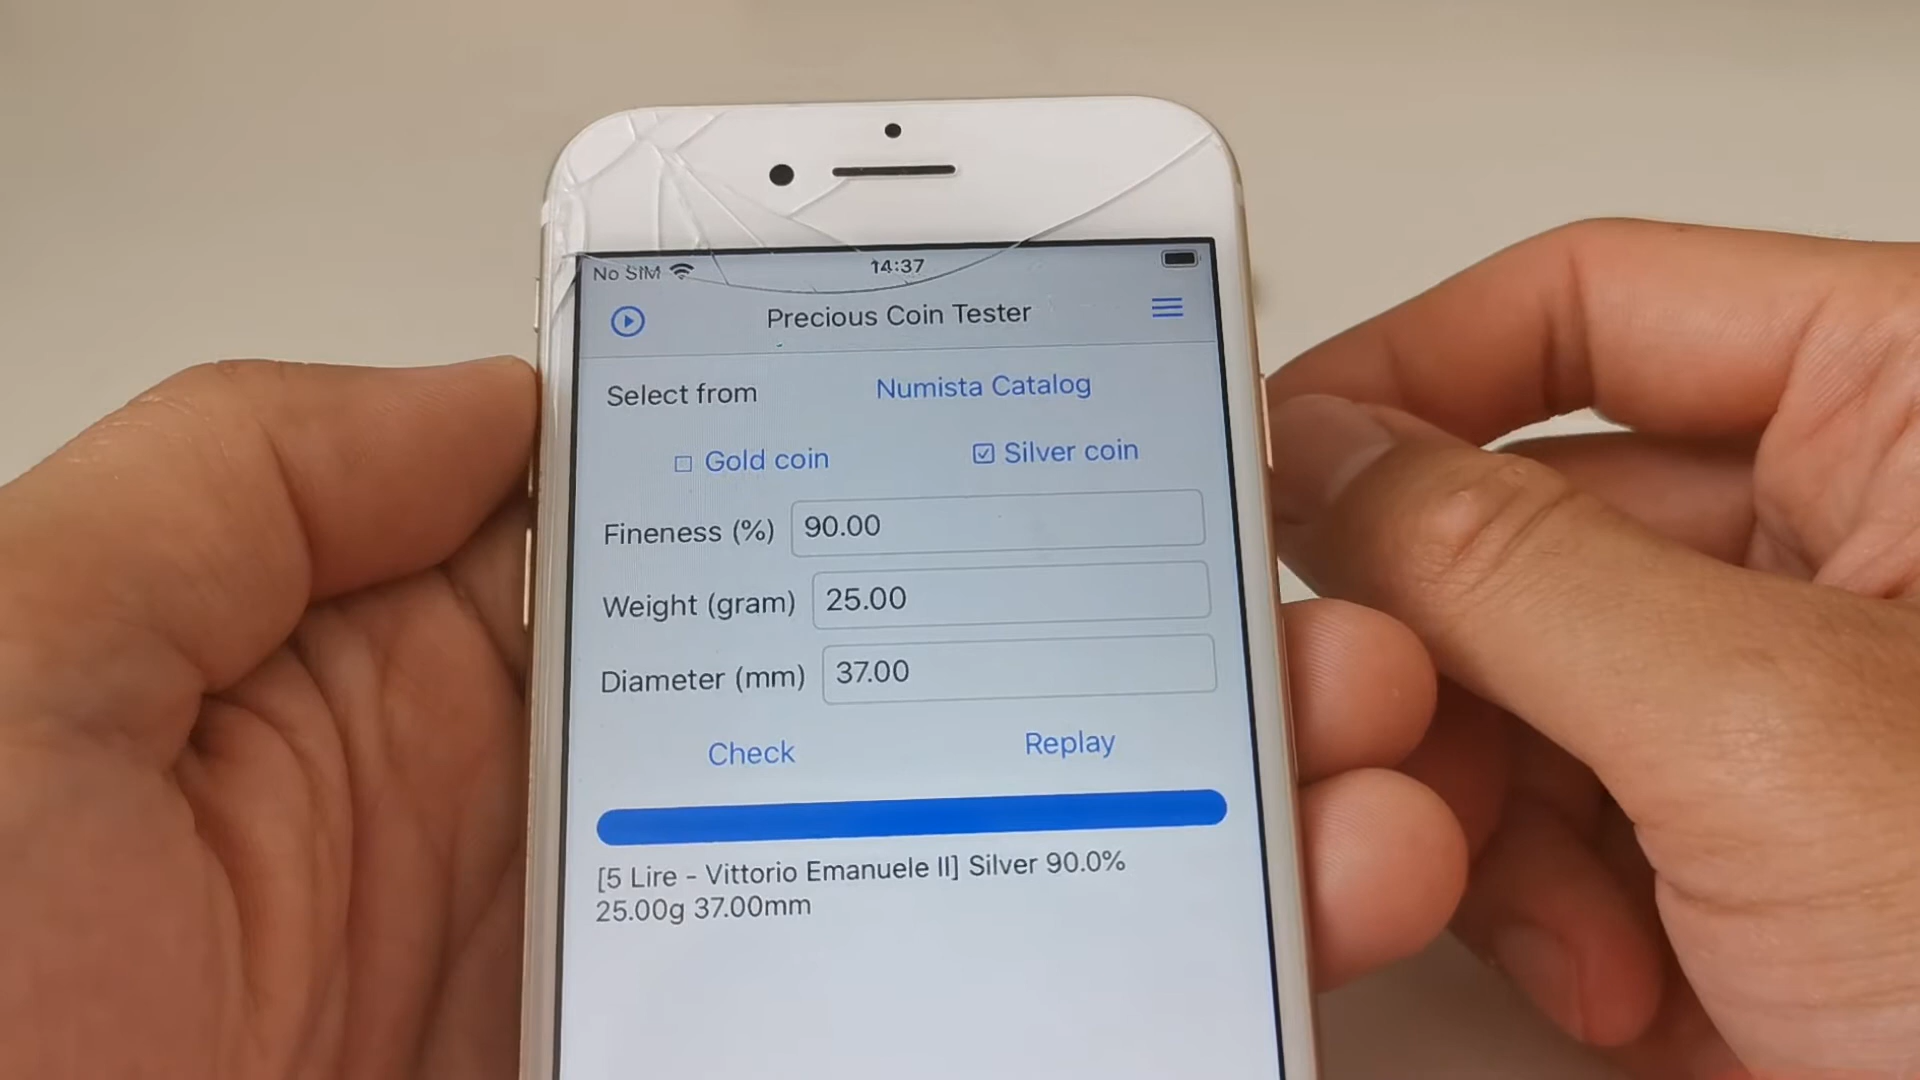 No SIM 14:37
Precious Coin Tester
Select from Numista Catalog
Gold coin Silver coin
Fineness (%) 90.00
Weight (gram) 25.00
Diameter (mm) 37.00
Check Replay
[5 Lire - Vittorio Emanuele II] Silver 90.0%
25.00g 37.00mm